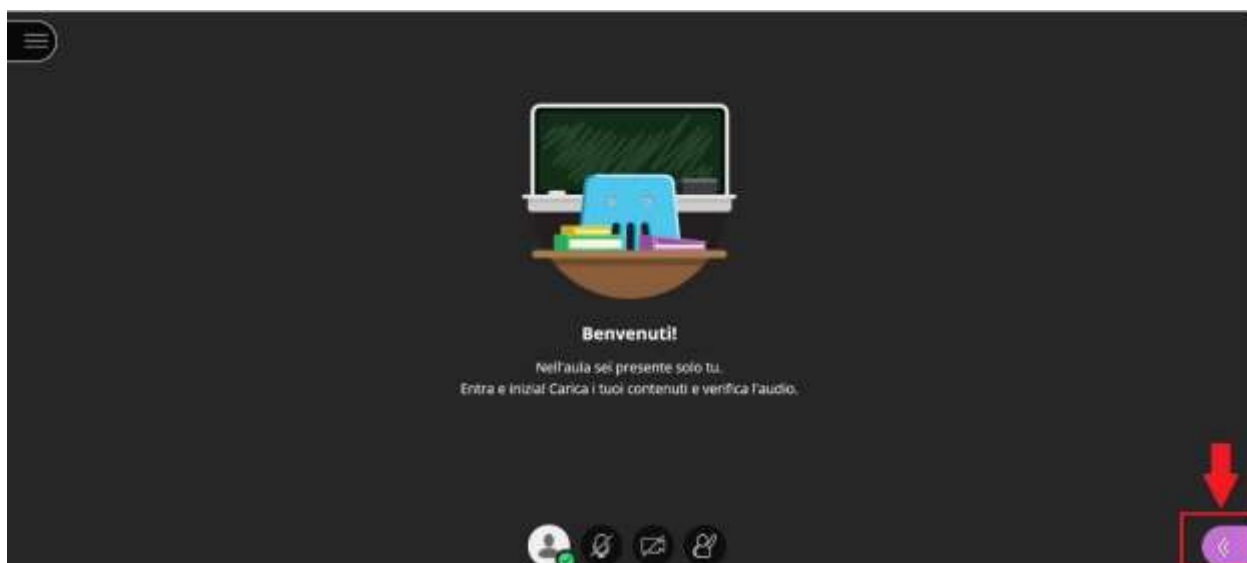 Benvenuti!
Nell'aula sei presente solo tu.
Entra e inizia! Carica i tuoi contenuti e verifica l'audio.